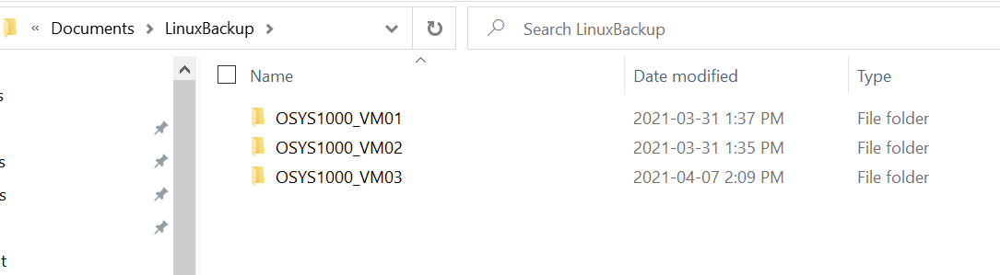 « Documents > LinuxBackup >
Search LinuxBackup
Name Date modified Type
OSYS1000_VM01 2021-03-31 1:37 PM File folder
OSYS1000_VM02 2021-03-31 1:35 PM File folder
OSYS1000_VM03 2021-04-07 2:09 PM File folder